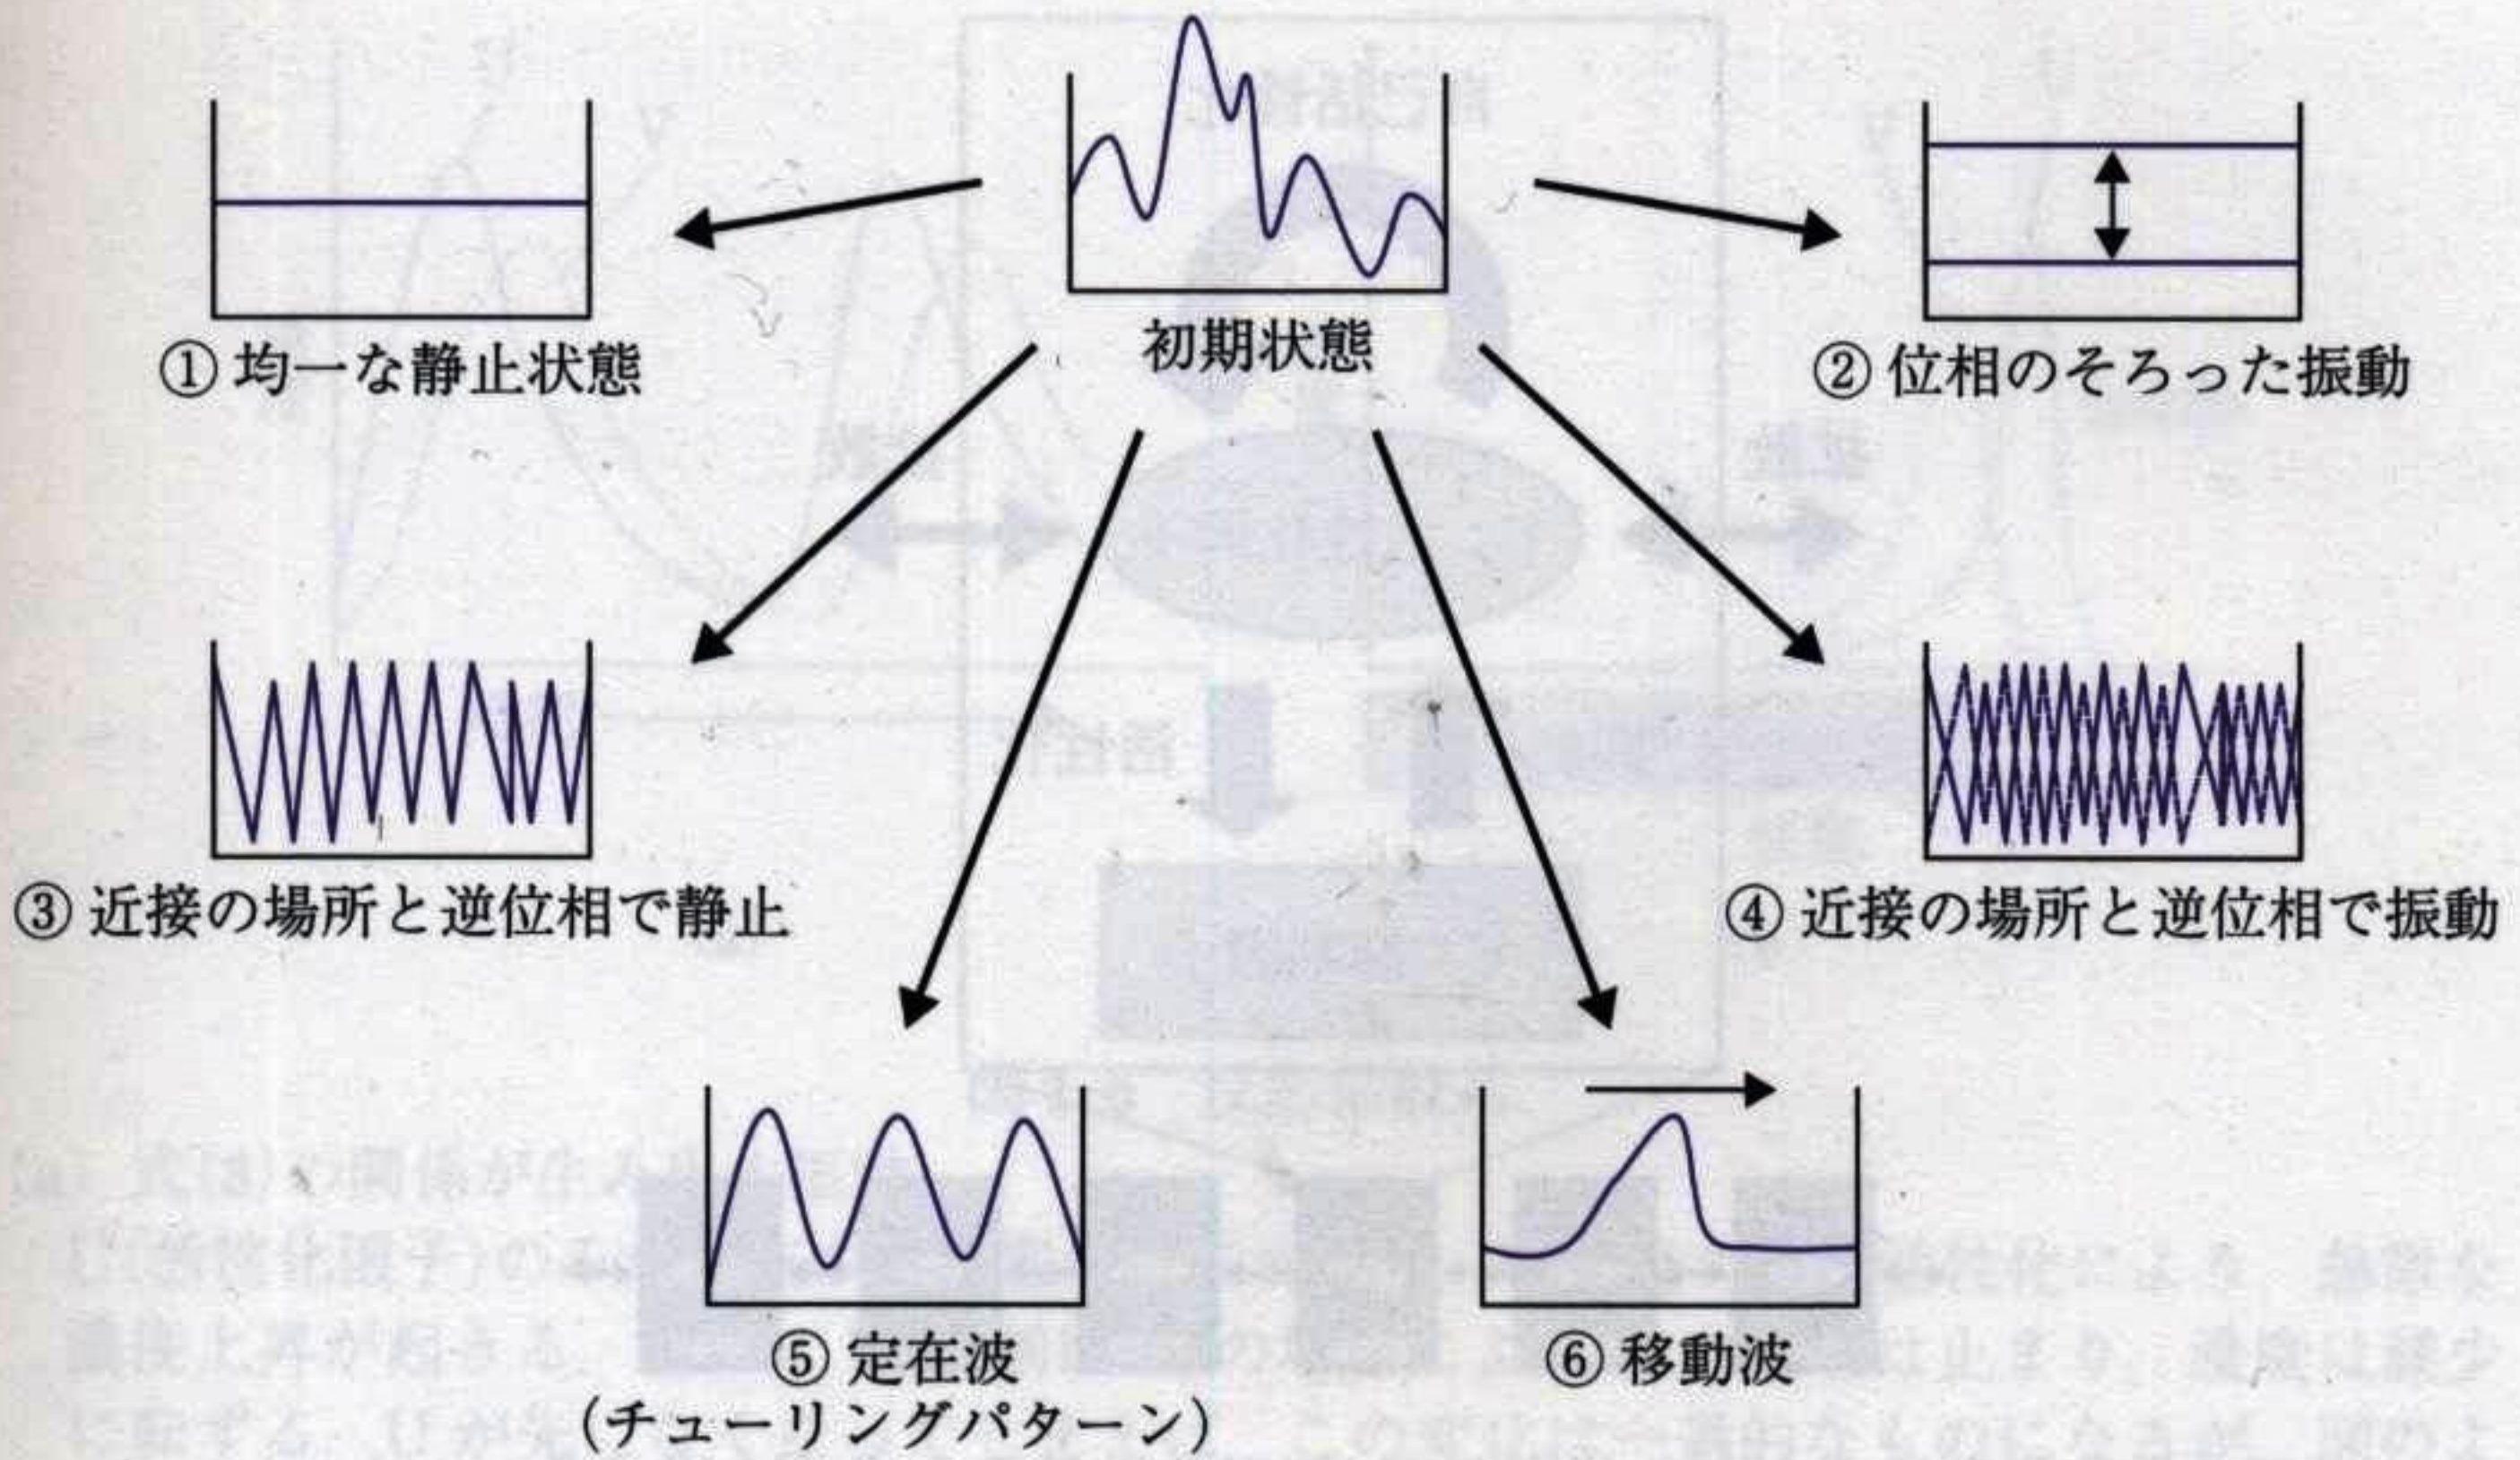 初期状態
① 均一な静止状態
② 位相のそろった振動
③ 近接の場所と逆位相で静止
④ 近接の場所と逆位相で振動
⑤ 定在波
(チューリングパターン)
⑥ 移動波